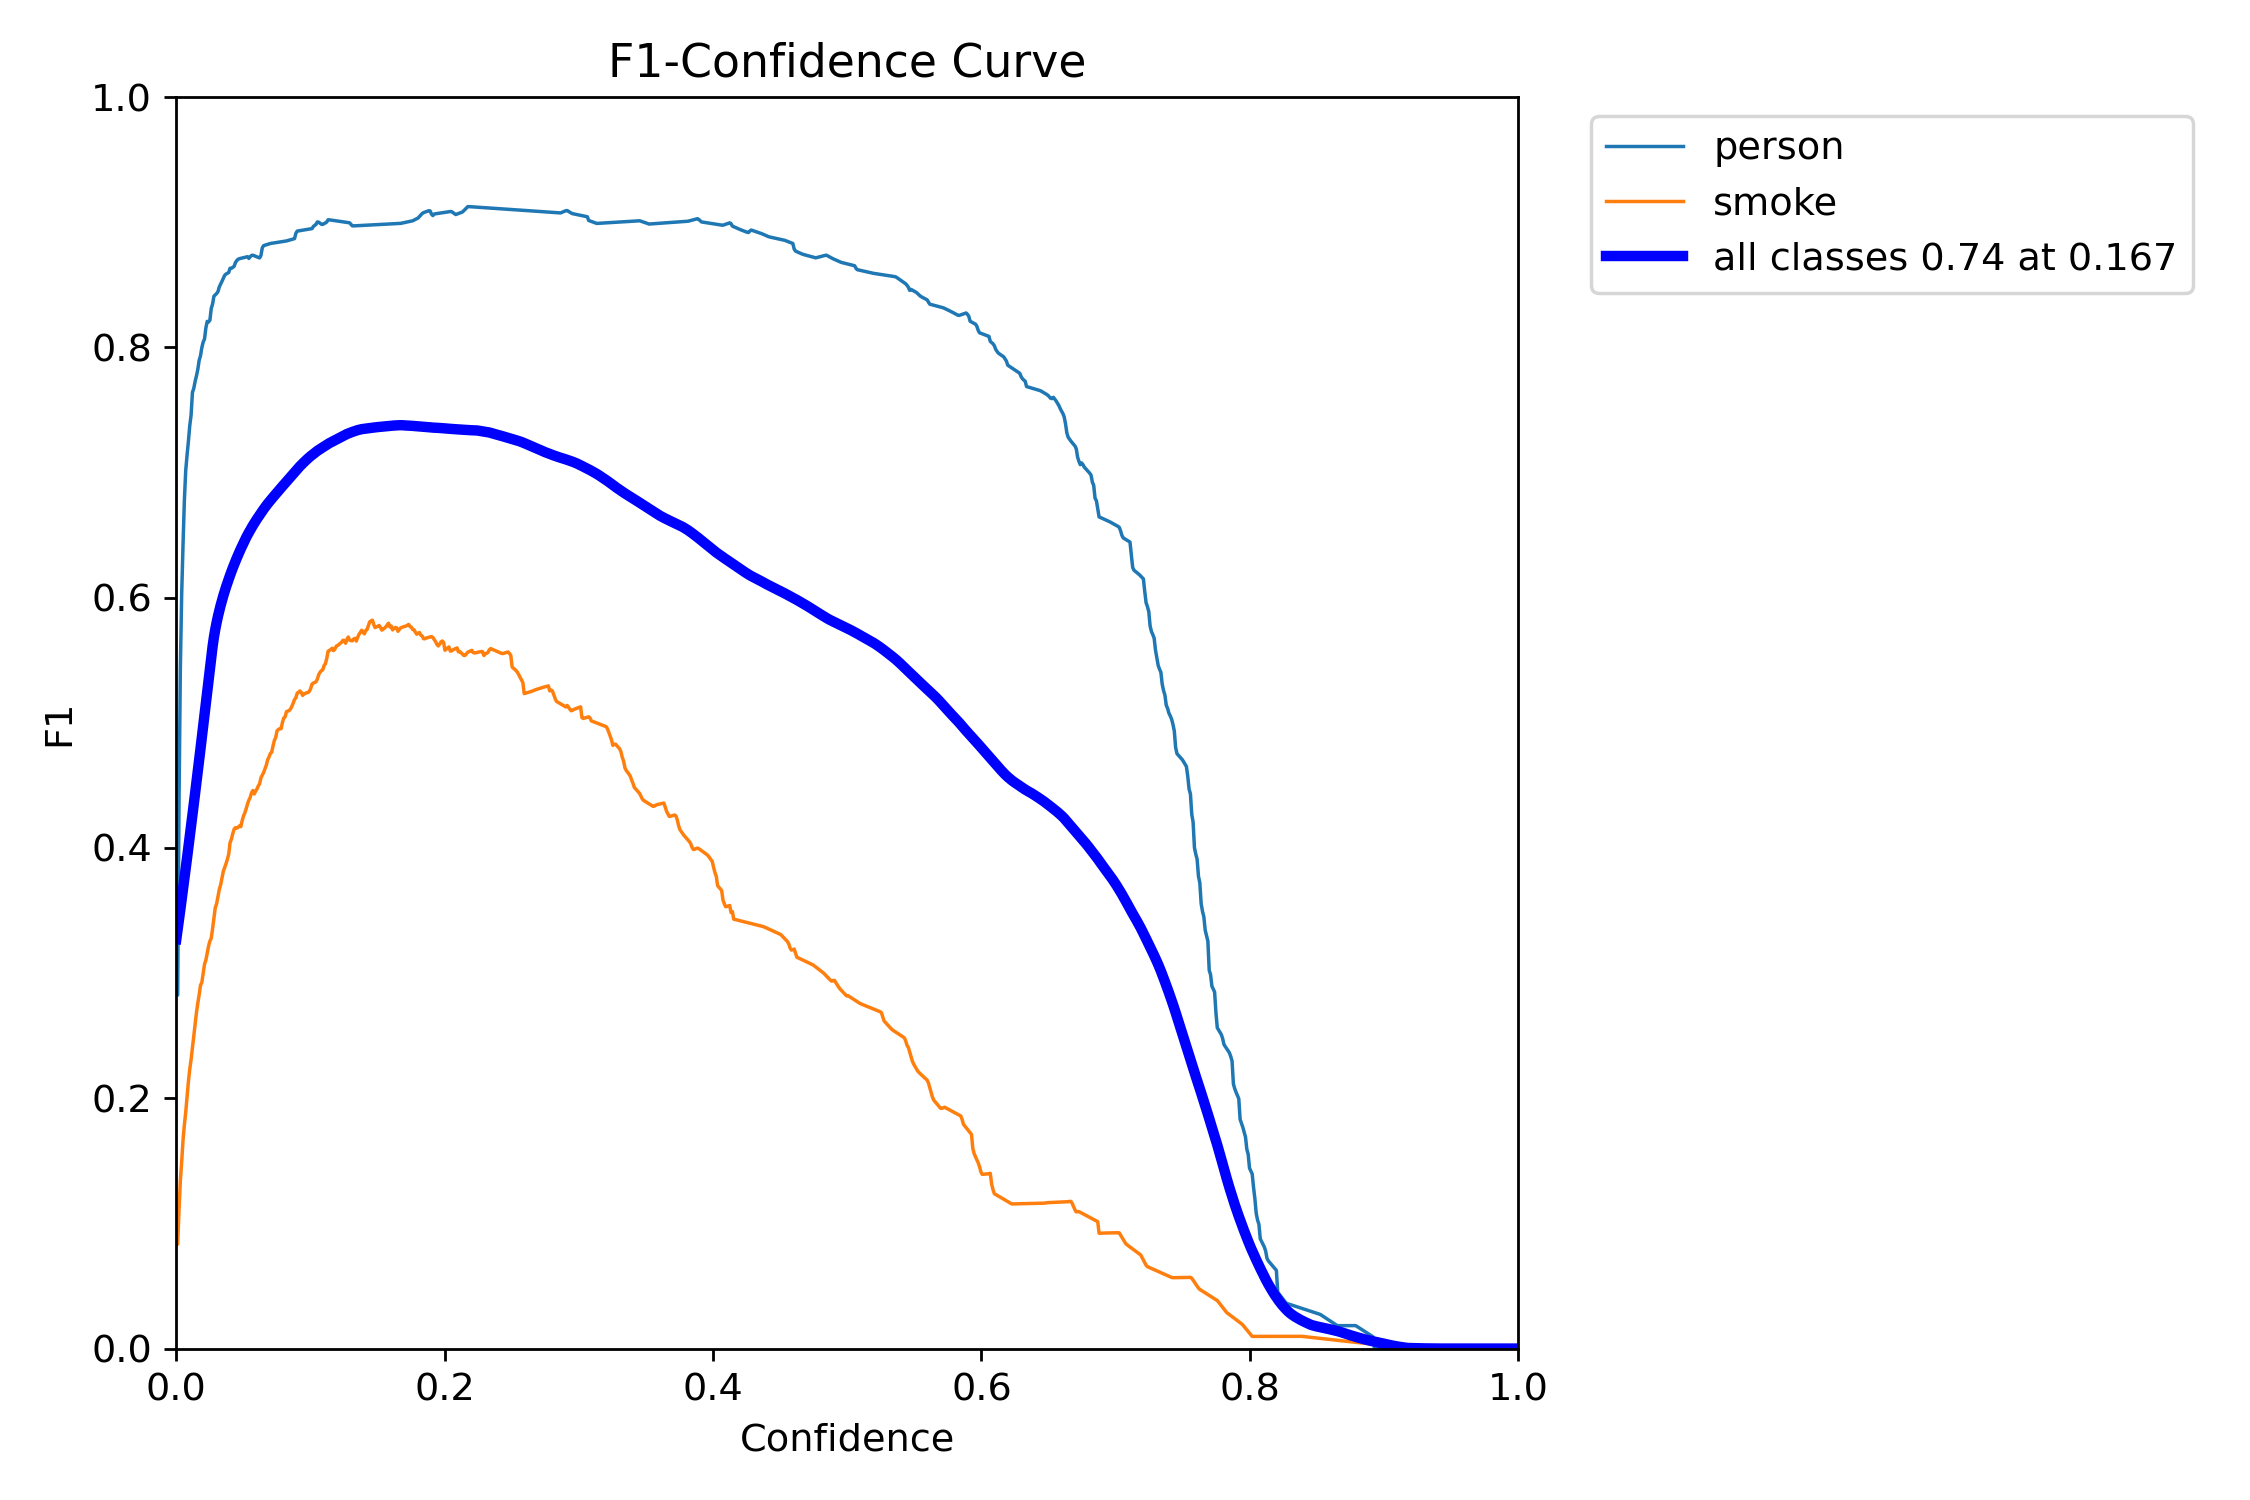 F1-Confidence Curve
person
smoke
all classes 0.74 at 0.167
1.0
0.8
0.6
0.4
0.2
0.0
F1
0.0 0.2 0.4 0.6 0.8 1.0
Confidence